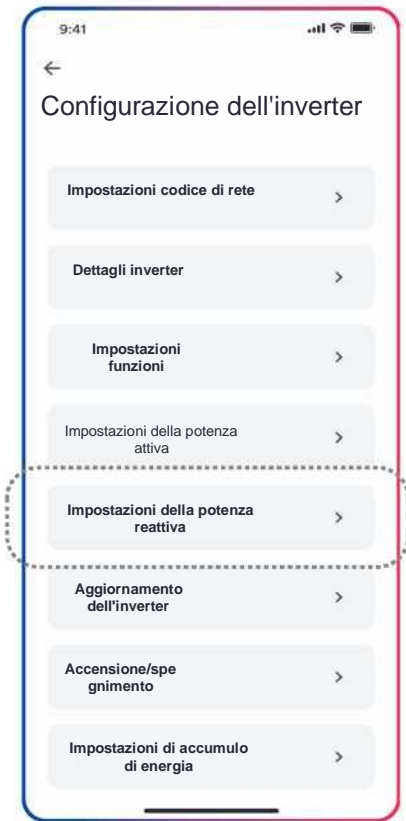 9:41
Configurazione dell'inverter
Impostazioni codice di rete
Dettagli inverter
Impostazioni
funzioni
Impostazioni della potenza
attiva
Impostazioni della potenza
reattiva
Aggiornamento
dell'inverter
Accensione/spe
gnimento
Impostazioni di accumulo
di energia